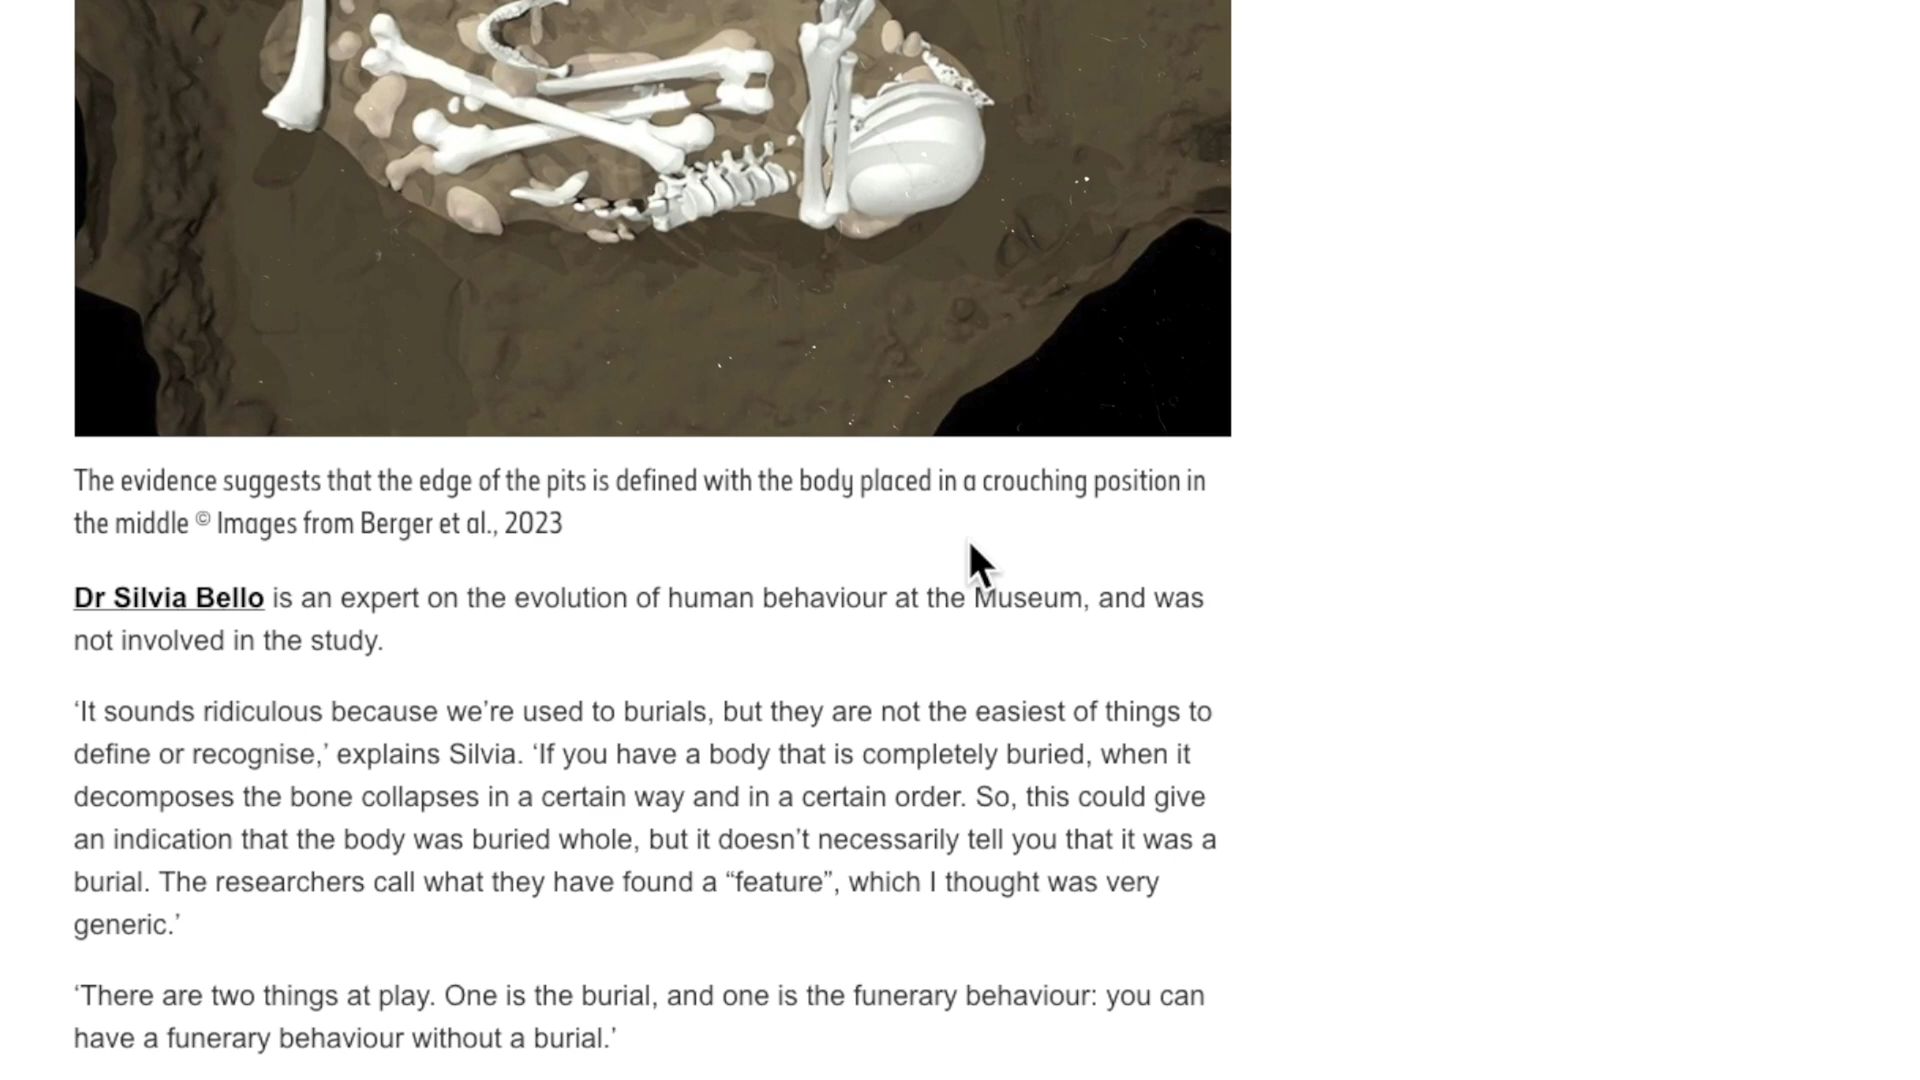 The evidence suggests that the edge of the pits is defined with the body placed in a crouching position in
the middle © Images from Berger et al., 2023
Dr Silvia Bello is an expert on the evolution of human behaviour at the Museum, and was
not involved in the study.
‘It sounds ridiculous because we’re used to burials, but they are not the easiest of things to
define or recognise,’ explains Silvia. ‘If you have a body that is completely buried, when it
decomposes the bone collapses in a certain way and in a certain order. So, this could give
an indication that the body was buried whole, but it doesn’t necessarily tell you that it was a
burial. The researchers call what they have found a “feature”, which I thought was very
generic.’
‘There are two things at play. One is the burial, and one is the funerary behaviour: you can
have a funerary behaviour without a burial.’